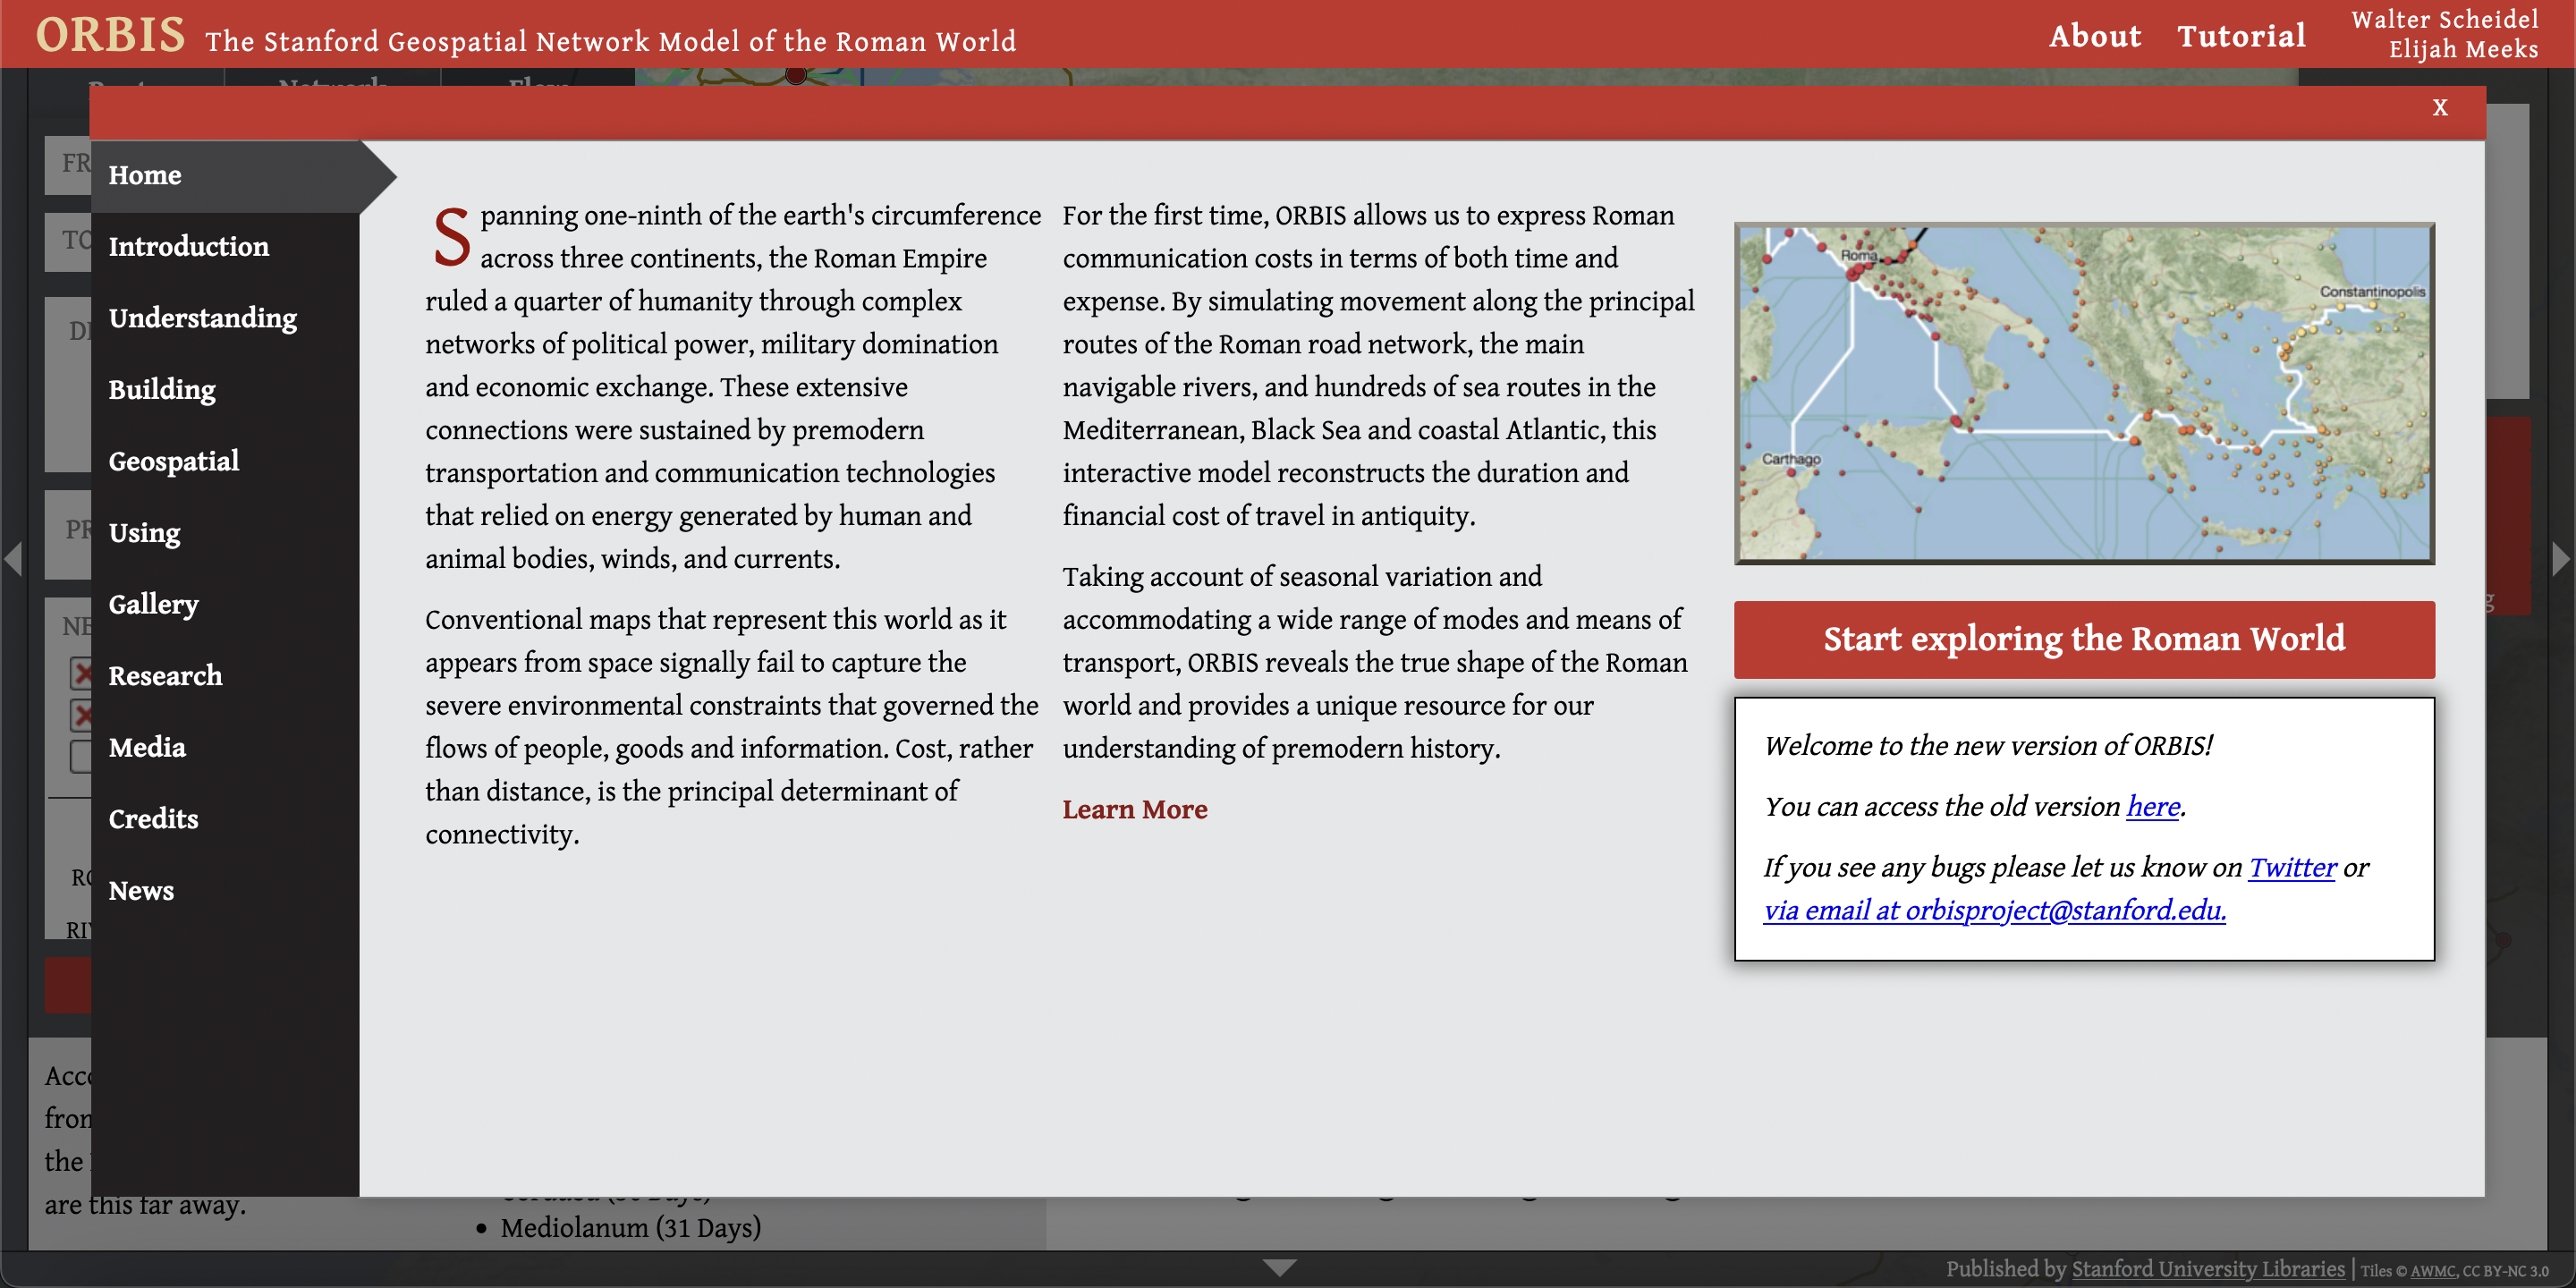 ORBIS The Stanford Geospatial Network Model of the Roman World
About Tutorial
Walter Scheidel
Elijah Meeks
Network
x
Home
Introduction
Understanding
Building
Geospatial
Using
Gallery
Research
Media
Credits
News
Spanning one-ninth of the earth's circumference
across three continents, the Roman Empire
ruled a quarter of humanity through complex
networks of political power, military domination
and economic exchange. These extensive
connections were sustained by premodern
transportation and communication technologies
that relied on energy generated by human and
animal bodies, winds, and currents.
Conventional maps that represent this world as it
appears from space signally fail to capture the
severe environmental constraints that governed the
flows of people, goods and information. Cost, rather
than distance, is the principal determinant of
connectivity.
For the first time, ORBIS allows us to express Roman
communication costs in terms of both time and
expense. By simulating movement along the principal
routes of the Roman road network, the main
navigable rivers, and hundreds of sea routes in the
Mediterranean, Black Sea and coastal Atlantic, this
interactive model reconstructs the duration and
financial cost of travel in antiquity.
Taking account of seasonal variation and
accommodating a wide range of modes and means of
transport, ORBIS reveals the true shape of the Roman
world and provides a unique resource for our
understanding of premodern history.
Learn More
Roma
Constantinopolis
Carthago
Start exploring the Roman World
Welcome to the new version of ORBIS!
You can access the old version here.
If you see any bugs please let us know on Twitter or
via email at orbisproject@stanford.edu.
the
are this far away.
• Mediolanum (31 Days)
Published by Stanford University Libraries | Tiles © AWMC, CC BY-NC 3.0